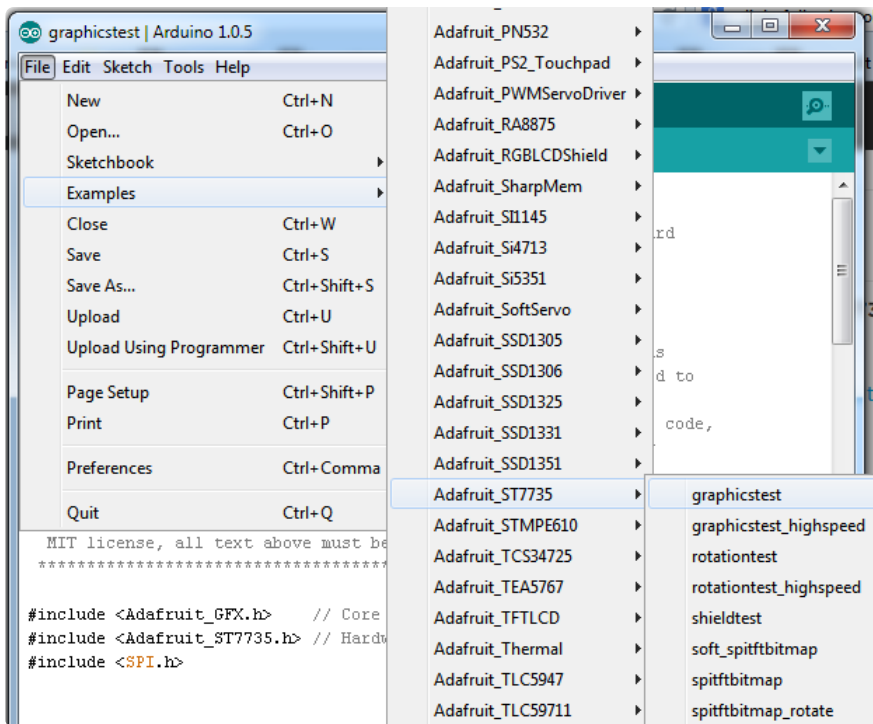 graphicstest | Arduino 1.0.5
File Edit Sketch Tools Help
New Ctrl+N
Open... Ctrl+O
Sketchbook
Examples
Close Ctrl+W
Save Ctrl+S
Save As... Ctrl+Shift+S
Upload Ctrl+U
Upload Using Programmer Ctrl+Shift+U
Page Setup Ctrl+Shift+P
Print Ctrl+P
Preferences Ctrl+Comma
Quit Ctrl+Q
Adafruit_PN532
Adafruit_PS2_Touchpad
Adafruit_PWMServoDriver
Adafruit_RA8875
Adafruit_RGBLCDShield
Adafruit_SharpMem
Adafruit_SI1145
Adafruit_Si4713
Adafruit_Si5351
Adafruit_SoftServo
Adafruit_SSD1305
Adafruit_SSD1306
Adafruit_SSD1325
Adafruit_SSD1331
Adafruit_SSD1351
Adafruit_ST7735
Adafruit_STMPE610
Adafruit_TCS34725
Adafruit_TEA5767
Adafruit_TFTLCD
Adafruit_Thermal
Adafruit_TLC5947
Adafruit_TLC59711
graphicstest
graphicstest_highspeed
rotationtest
rotationtest_highspeed
shieldtest
soft_spitftbitmap
spitftbitmap
spitftbitmap_rotate
d to
code,
MIT license, all text above must be
#include <Adafruit_GFX.h> // Core
#include <Adafruit_ST7735.h> // Hardw
#include <SPI.h>